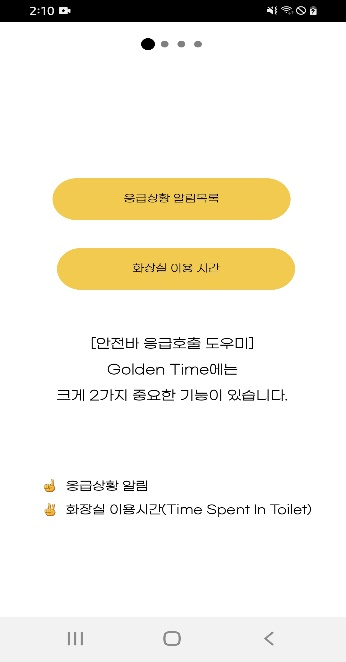 2:10
응급상황 알림목록
화장실 이용 시간
[안전바 응급호출 도우미]
Golden Time에는
크게 2가지 중요한 기능이 있습니다.
☝ 응급상황 알림
✌ 화장실 이용시간(Time Spent In Toilet)